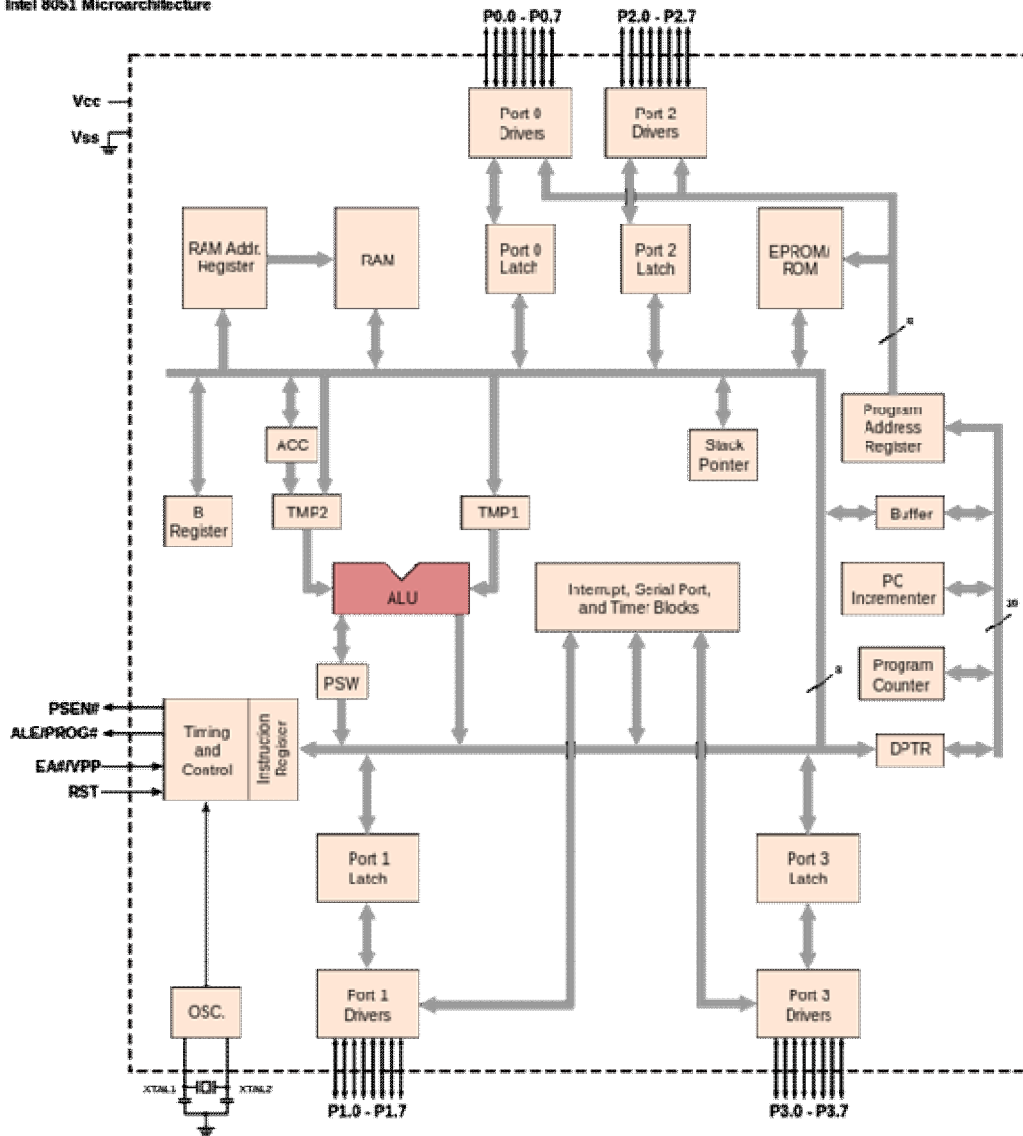 Intel 8051 Microarchitecture
P0.0 - P0.7
P2.0 - P2.7
Vcc
Vss
Port 0
Drivers
Port 2
Drivers
RAM Addr.
Register
RAM
Port 0
Latch
Port 2
Latch
EPROM/
ROM
Program
Address
Register
ACC
Stack
Pointer
B
Register
TMP2
TMP1
Buffer
ALU
Interrupt, Serial Port,
and Timer Blocks
PC
Incrementer
PSW
8
Program
Counter
PSEN#
ALE/PROG#
EA#/VPP
RST
Timing
and
Control
Instruction
Register
DPTR
Port 1
Latch
Port 3
Latch
Port 1
Drivers
Port 3
Drivers
OSC.
XTAL1
XTAL2
P1.0 - P1.7
P3.0 - P3.7